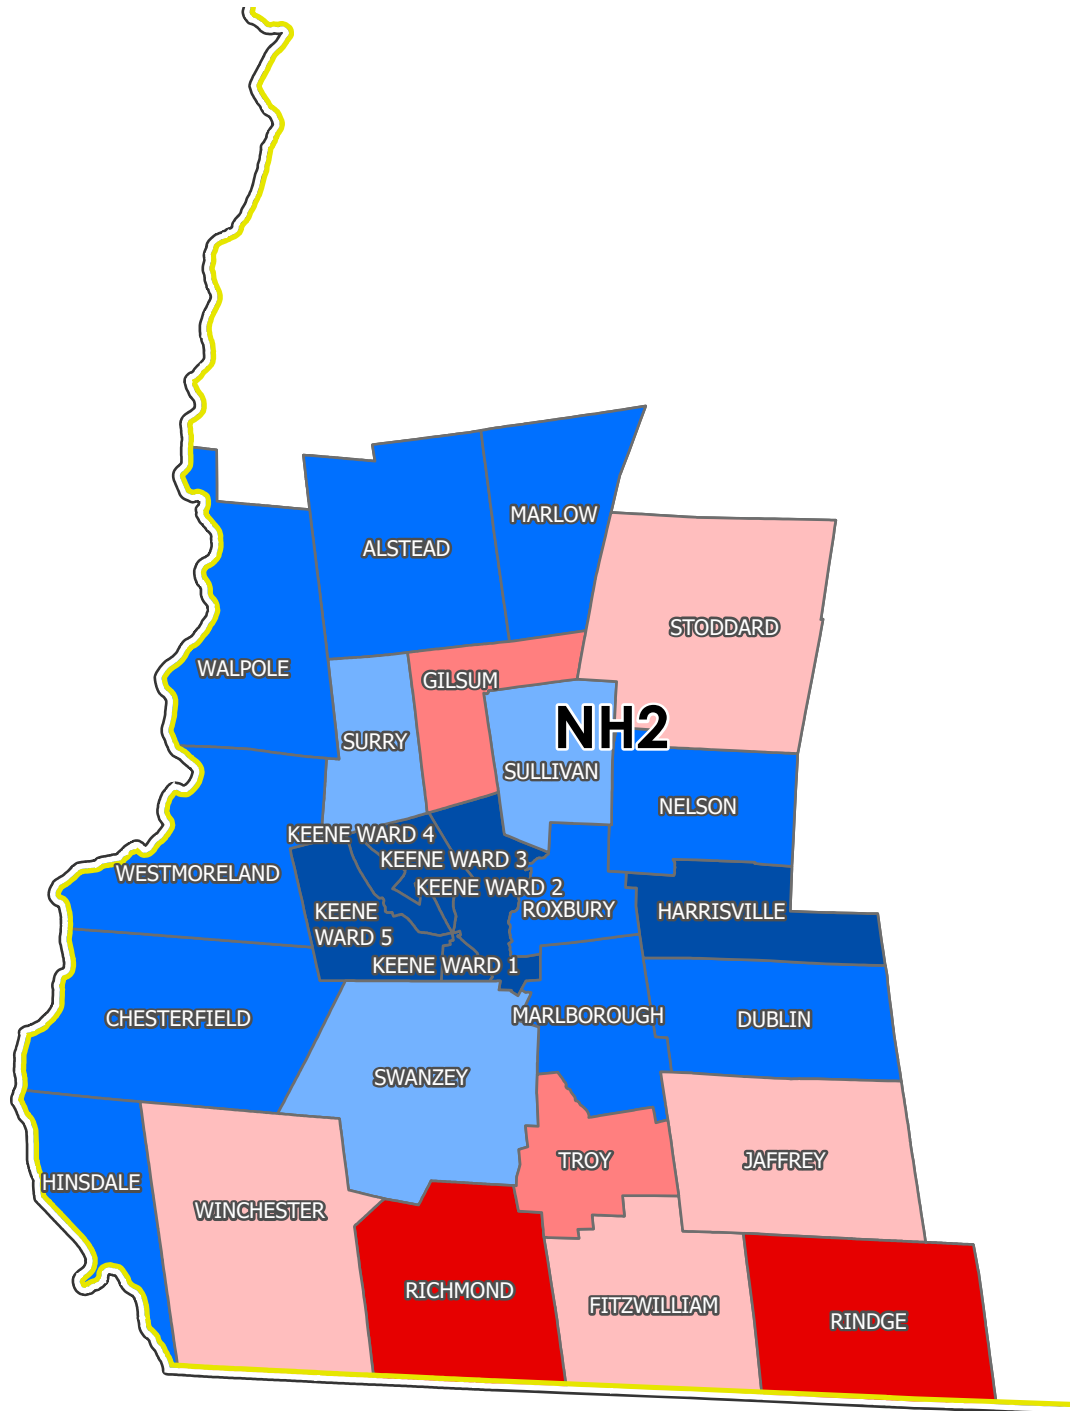 MARLOW
ALSTEAD
STODDARD
WALPOLE
GILSUM
NH2
SURRY
SULLIVAN
NELSON
KEENE WARD 4
KEENE WARD 3
WESTMORELAND
KEENE WARD 2
KEENE
WARD 5
ROXBURY
HARRISVILLE
KEENE WARD 1
CHESTERFIELD
MARLBOROUGH
DUBLIN
SWANZEY
TROY
JAFFREY
HINSDALE
WINCHESTER
RICHMOND
FITZWILLIAM
RINDGE